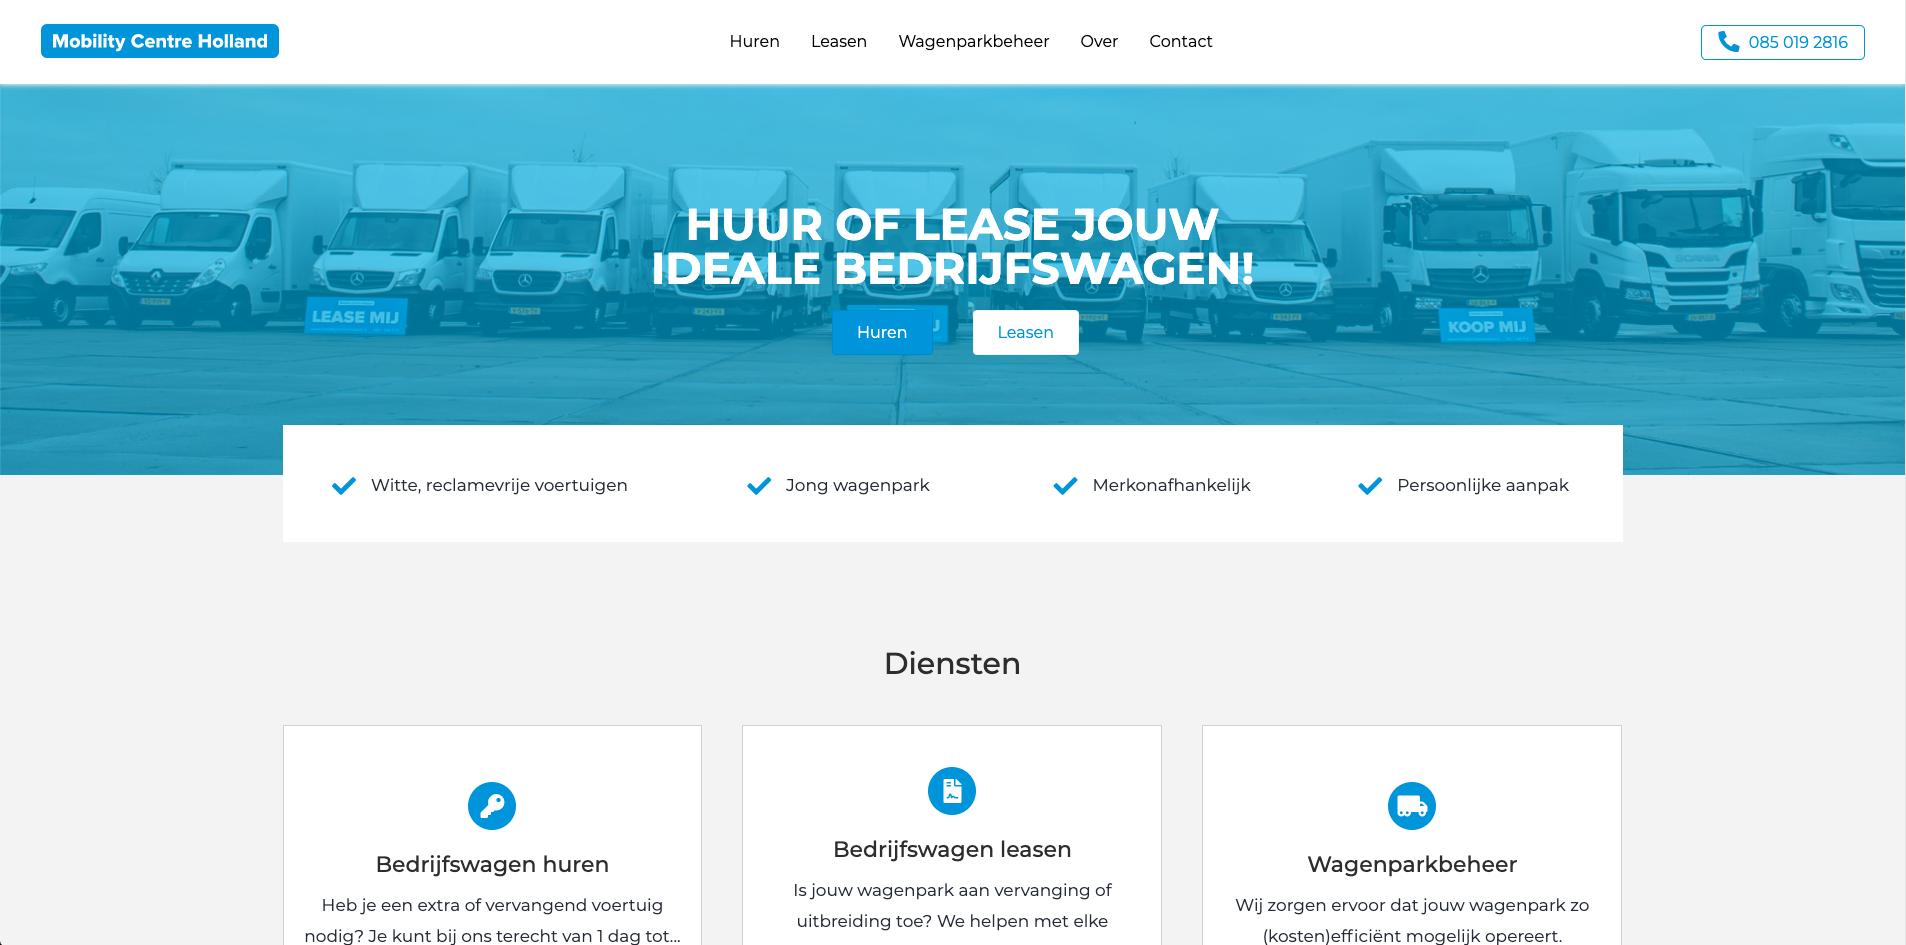 Mobility Centre Holland
Huren
Leasen
Wagenparkbeheer
Over
Contact
085 019 2816
HUUR OF LEASE JOUW
IDEALE BEDRIJFSWAGEN!
LEASE MIJ
KOOP MIJ
SCANIA
Huren
Leasen
Witte, reclamevrije voertuigen
Jong wagenpark
Merkonafhankelijk
Persoonlijke aanpak
Diensten
Bedrijfswagen huren
Heb je een extra of vervangend voertuig
nodig? Je kunt bij ons terecht van 1 dag tot...
Bedrijfswagen leasen
Is jouw wagenpark aan vervanging of
uitbreiding toe? We helpen met elke
Wagenparkbeheer
Wij zorgen ervoor dat jouw wagenpark zo
(kosten)efficiënt mogelijk opereert.